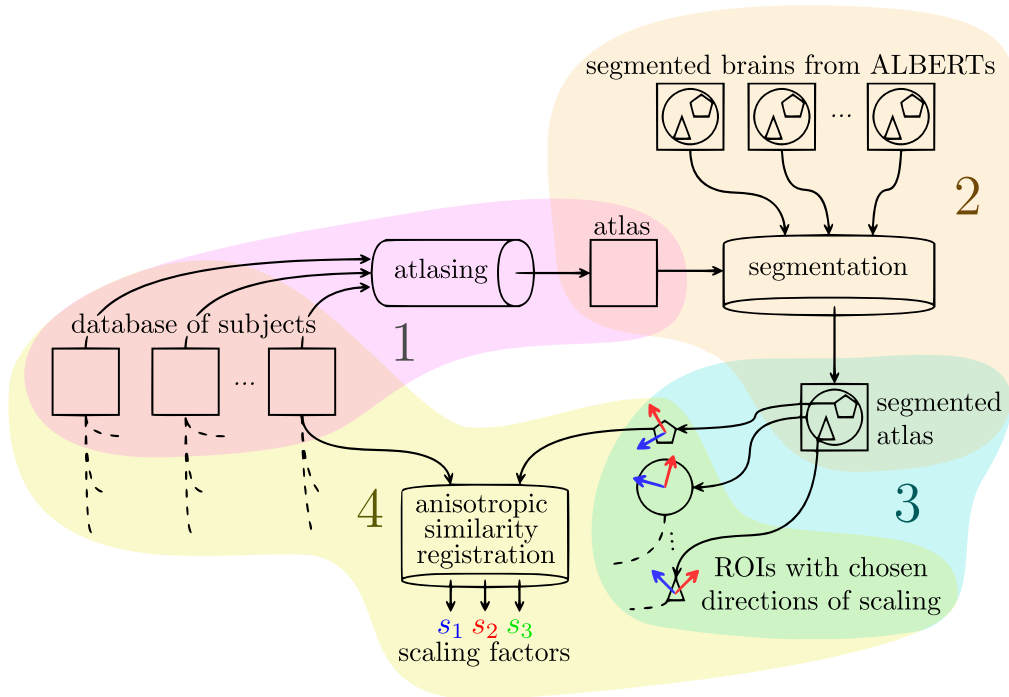 segmented brains from ALBERTs
...
2
atlas
atlasing
segmentation
database of subjects
1
...
segmented
atlas
3
4
anisotropic
similarity
registration
ROIs with chosen
directions of scaling
s1 s2 s3
scaling factors